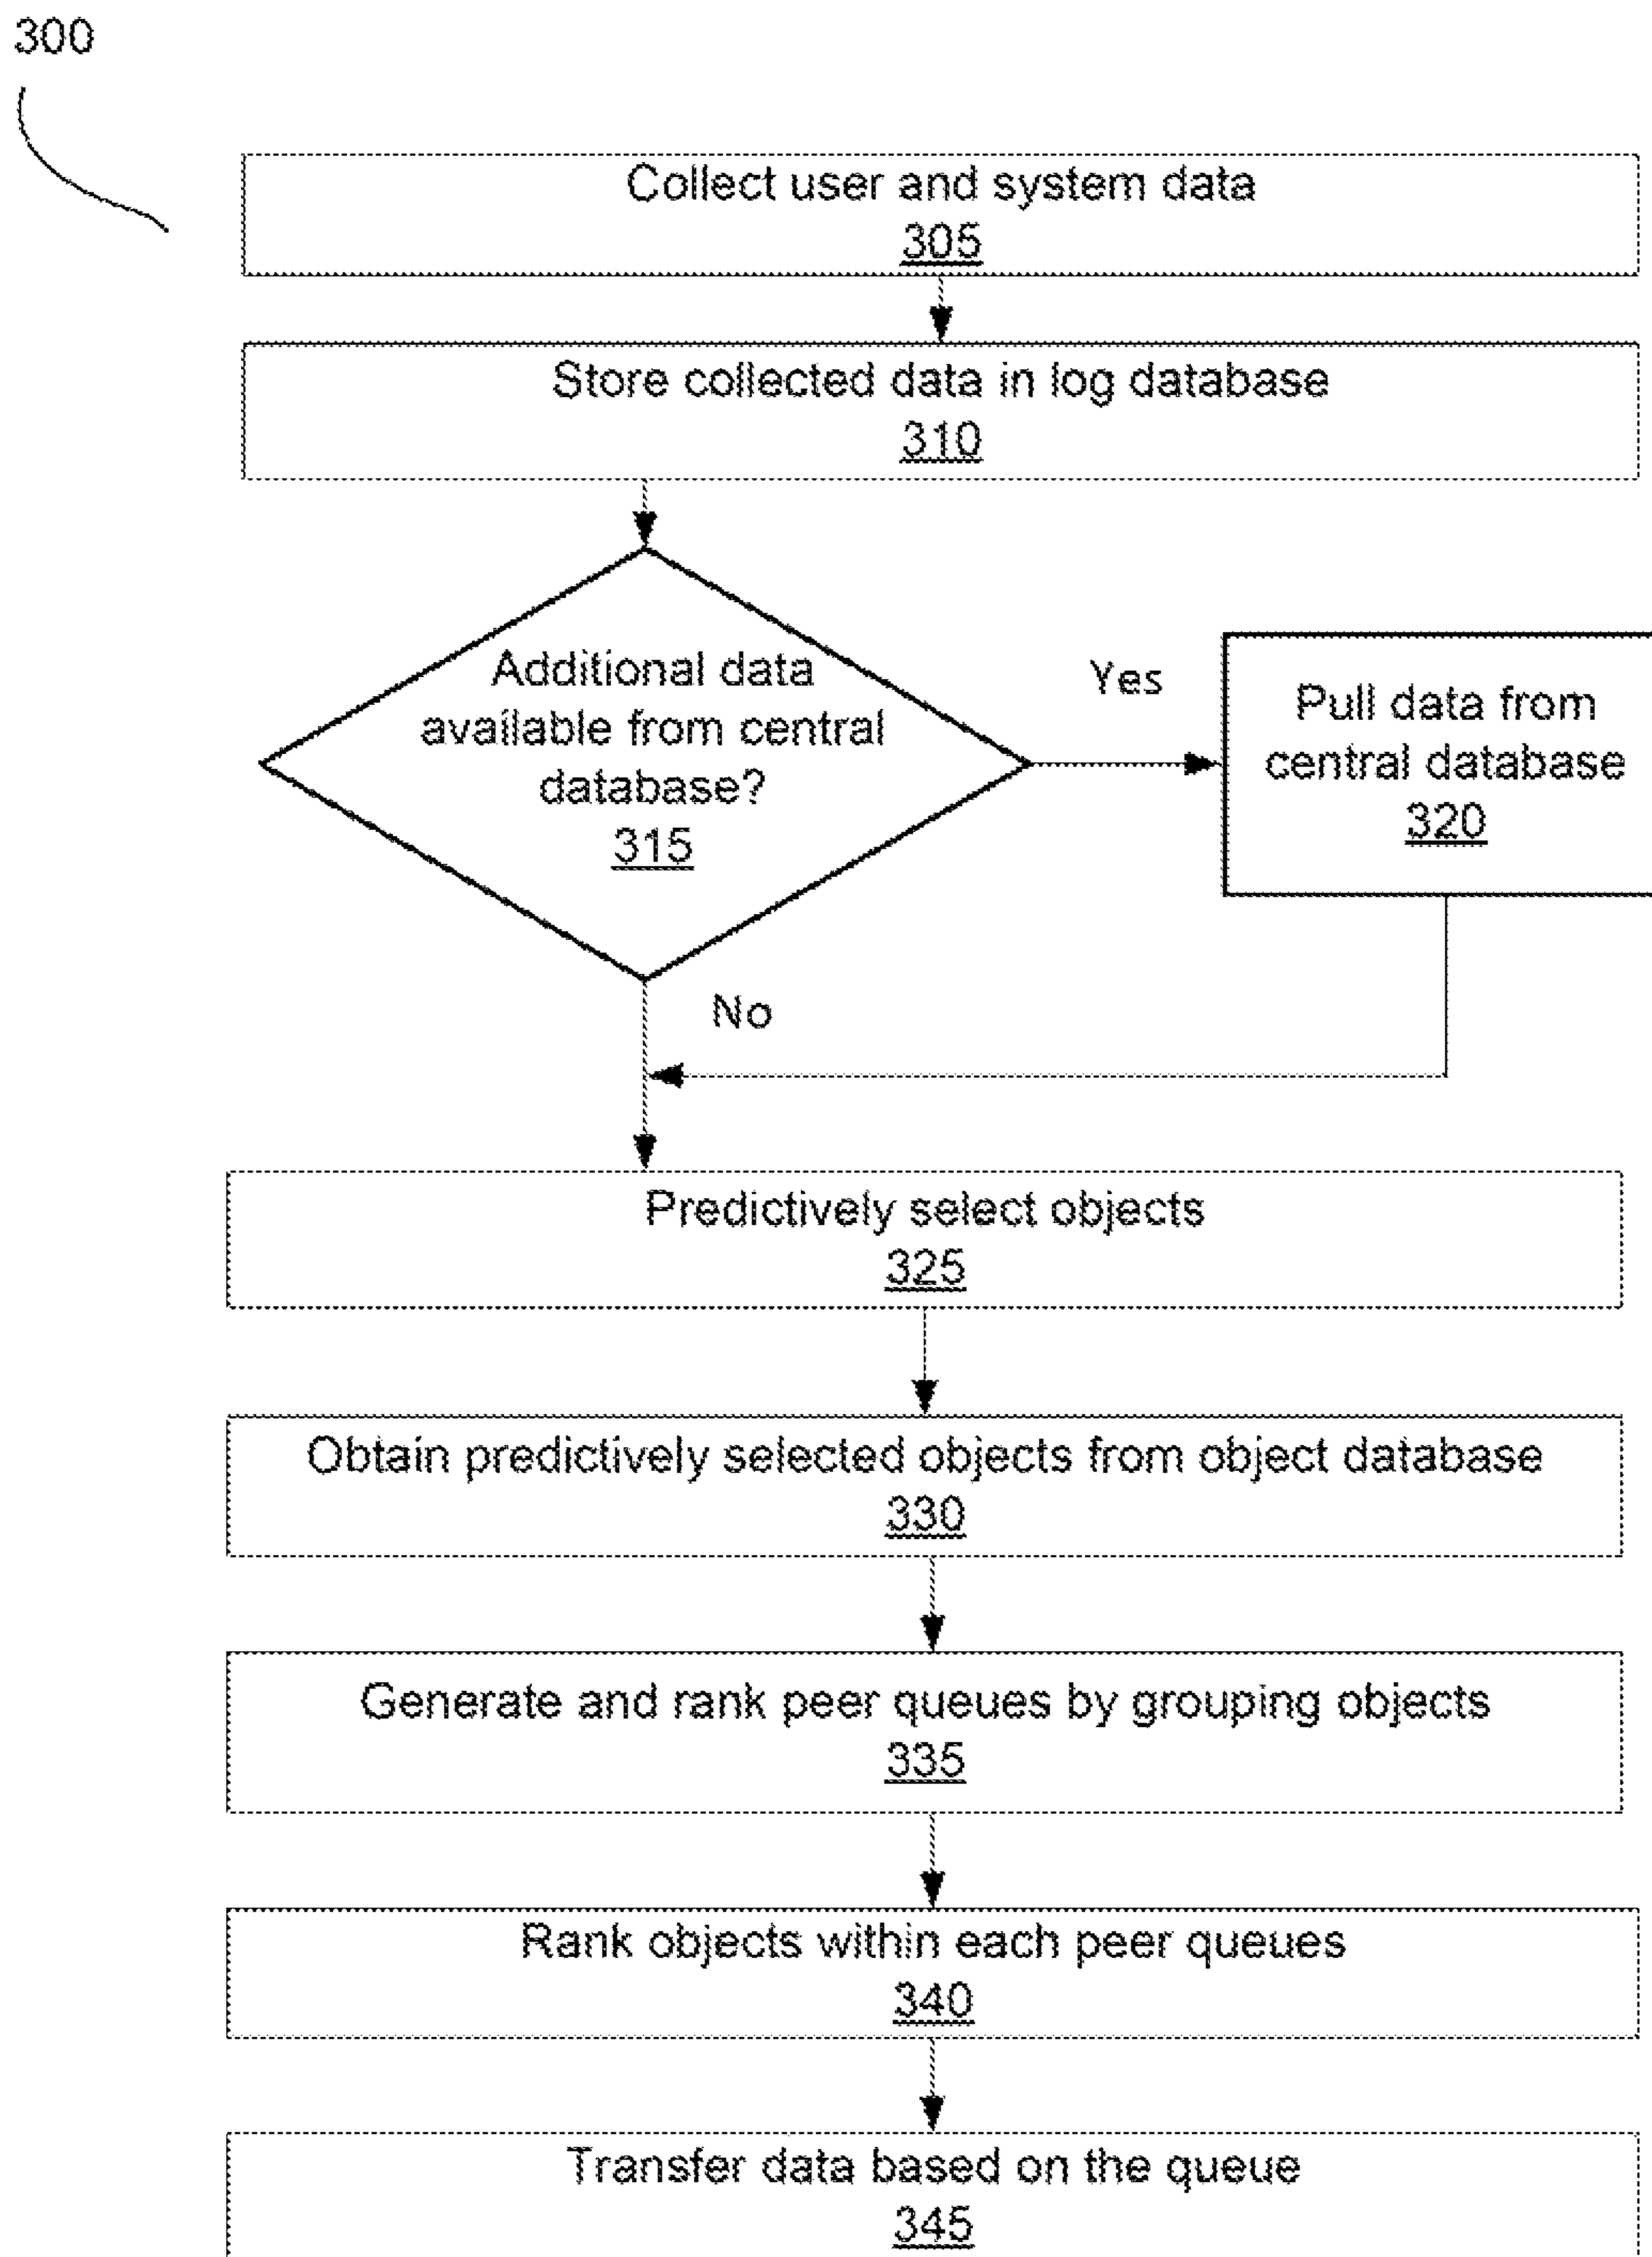 300
Collect user and system data
305
Store collected data in log database
310
Additional data
available from central
database?
315
Yes
Pull data from
central database
320
No
Predictively select objects
325
Obtain predictively selected objects from object database
330
Generate and rank peer queues by grouping objects
335
Rank objects within each peer queues
340
Transfer data based on the queue
345